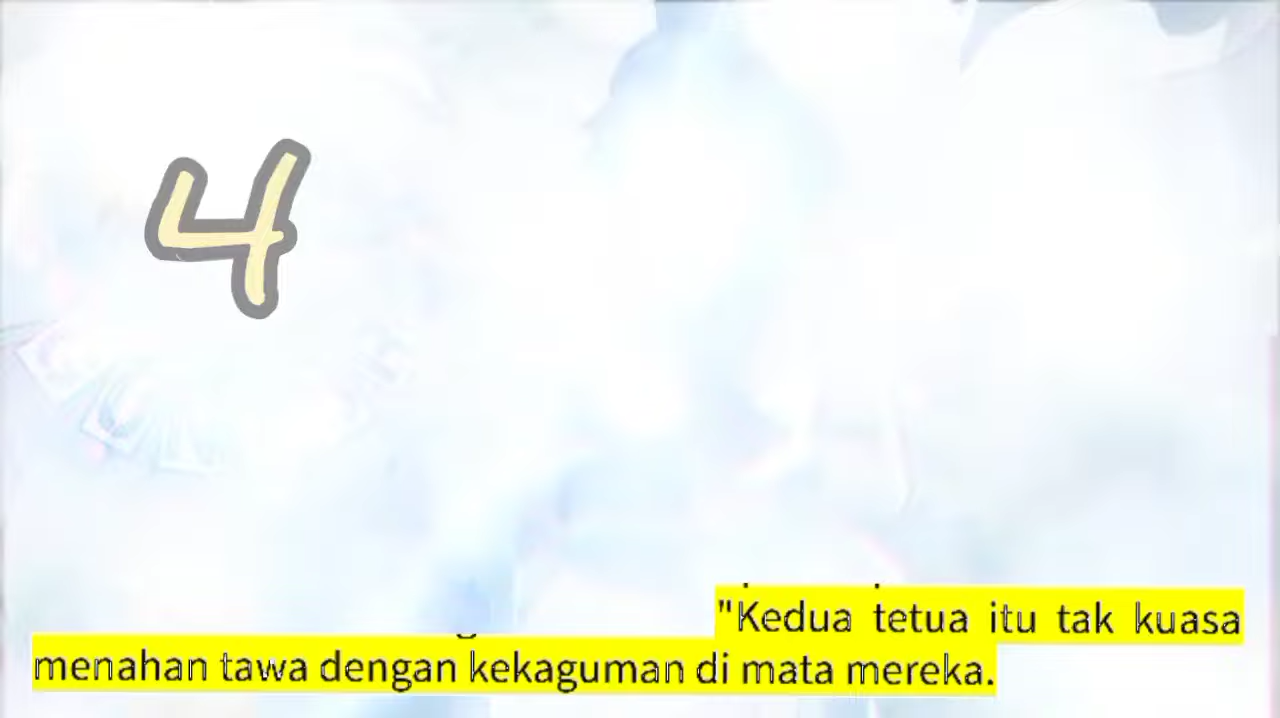 4
"Kedua tetua itu tak kuasa
menahan tawa dengan kekaguman di mata mereka.